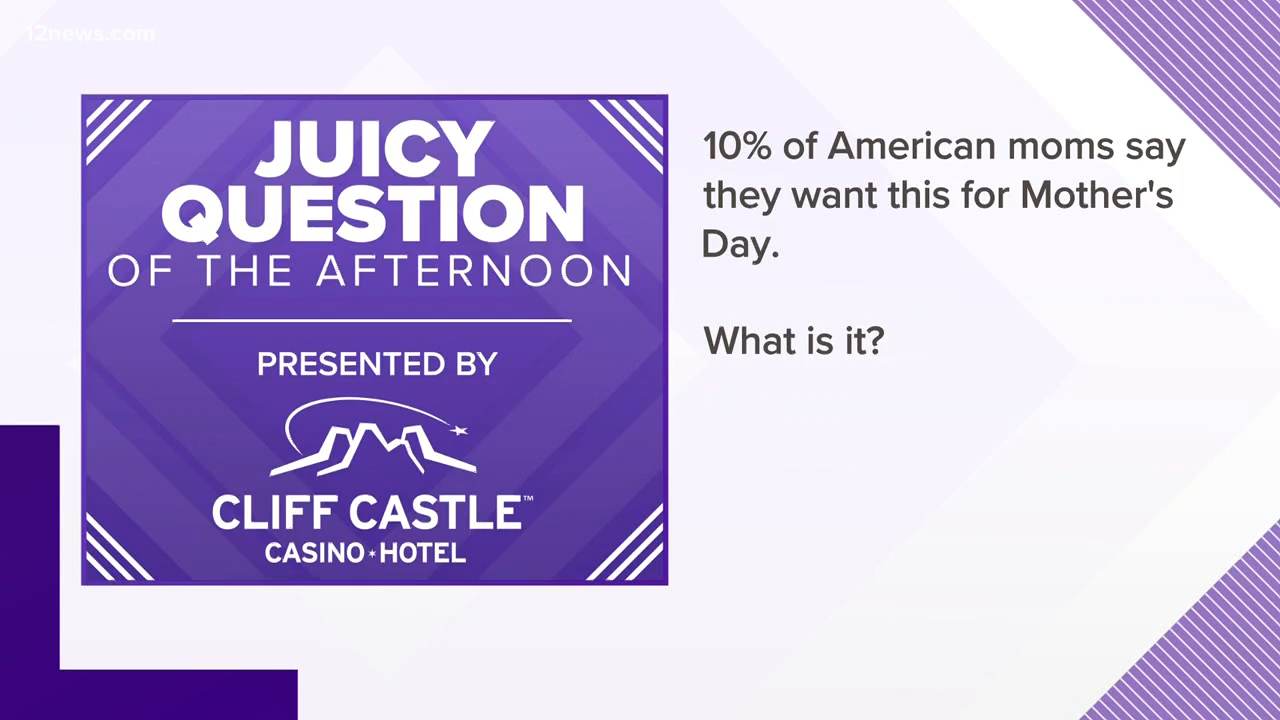 12news.com
JUICY
QUESTION
OF THE AFTERNOON
PRESENTED BY
CLIFF CASTLE™
CASINO★HOTEL
10% of American moms say
they want this for Mother's
Day.
What is it?